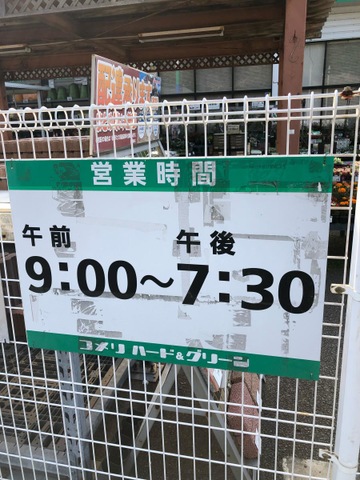 営業時間
午前 午後
9:00〜7:30
コメリ ハード&グリーン